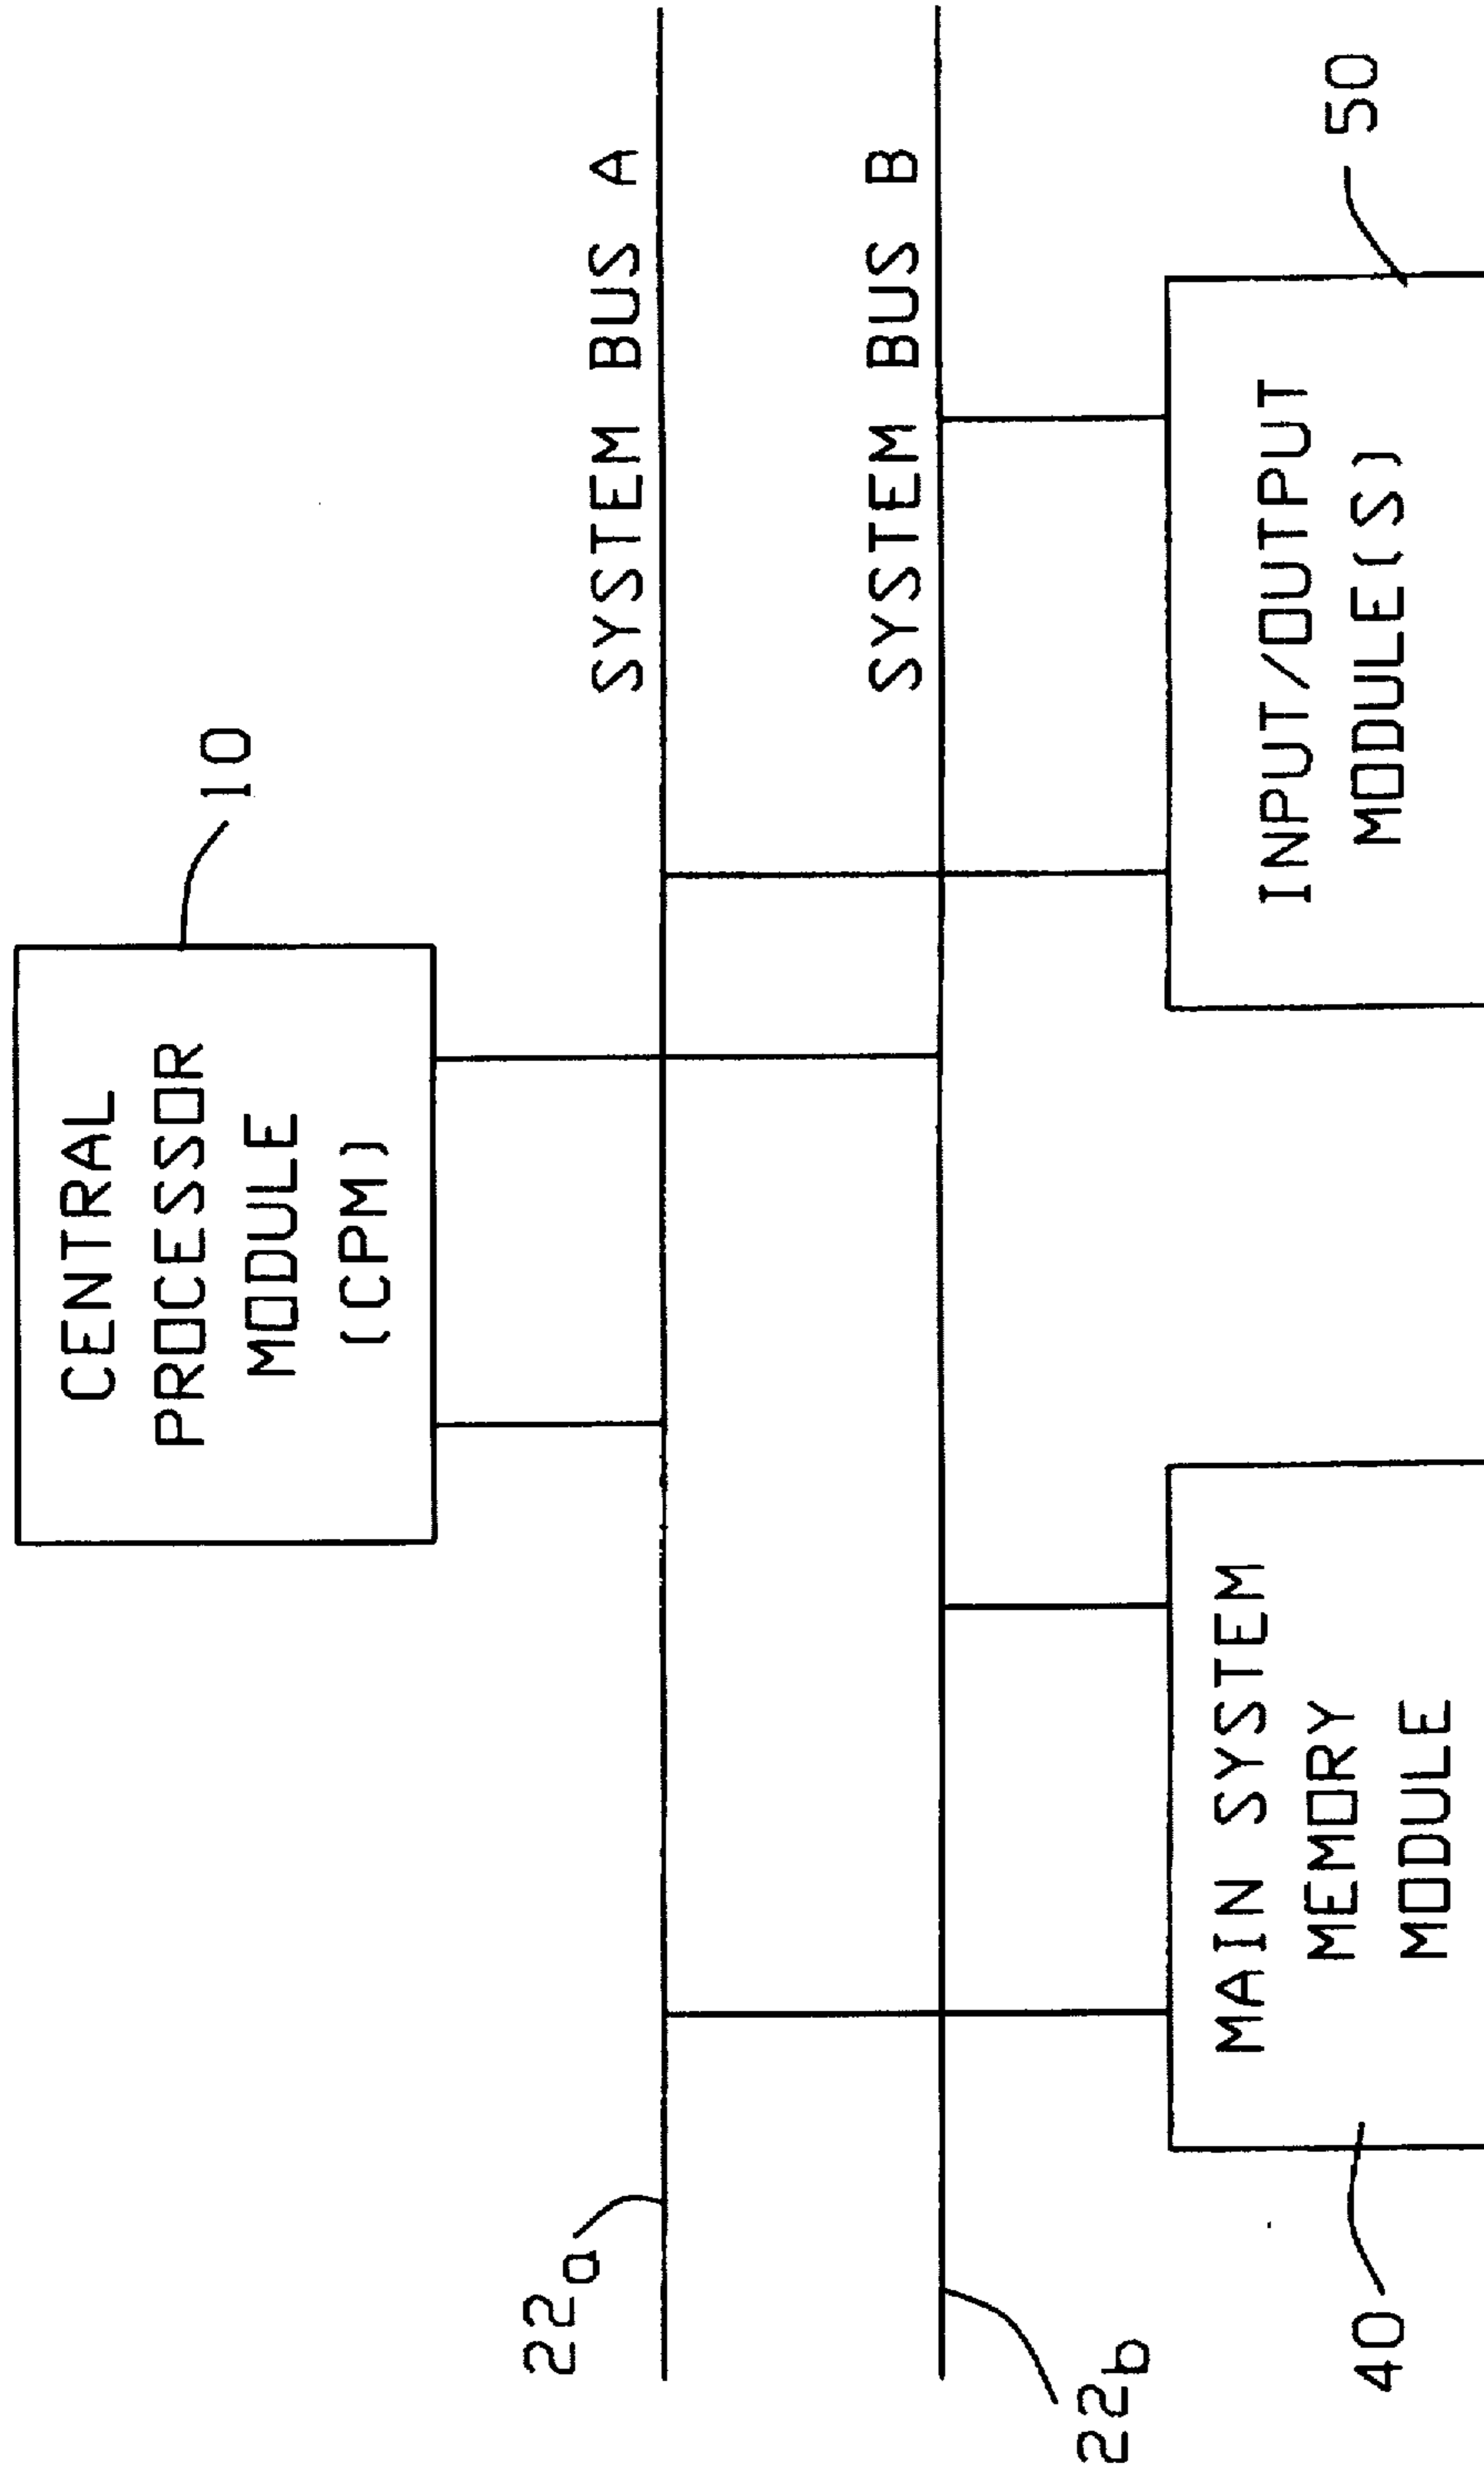 CENTRAL
PROCESSOR
MODULE
(CPM)
10
SYSTEM BUS A
22a
SYSTEM BUS B
22b
MAIN SYSTEM
MEMORY
MODULE
40
INPUT/OUTPUT
MODULE(S)
50